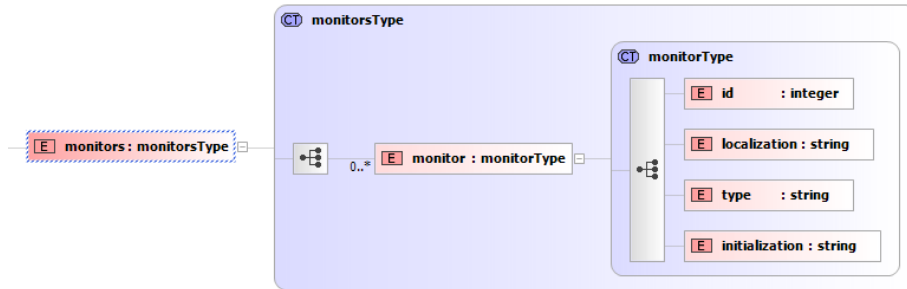 CT monitorsType
CT monitorType
E id : integer
E monitors : monitorsType
E localization : string
0..* E monitor : monitorType
E type : string
E initialization : string